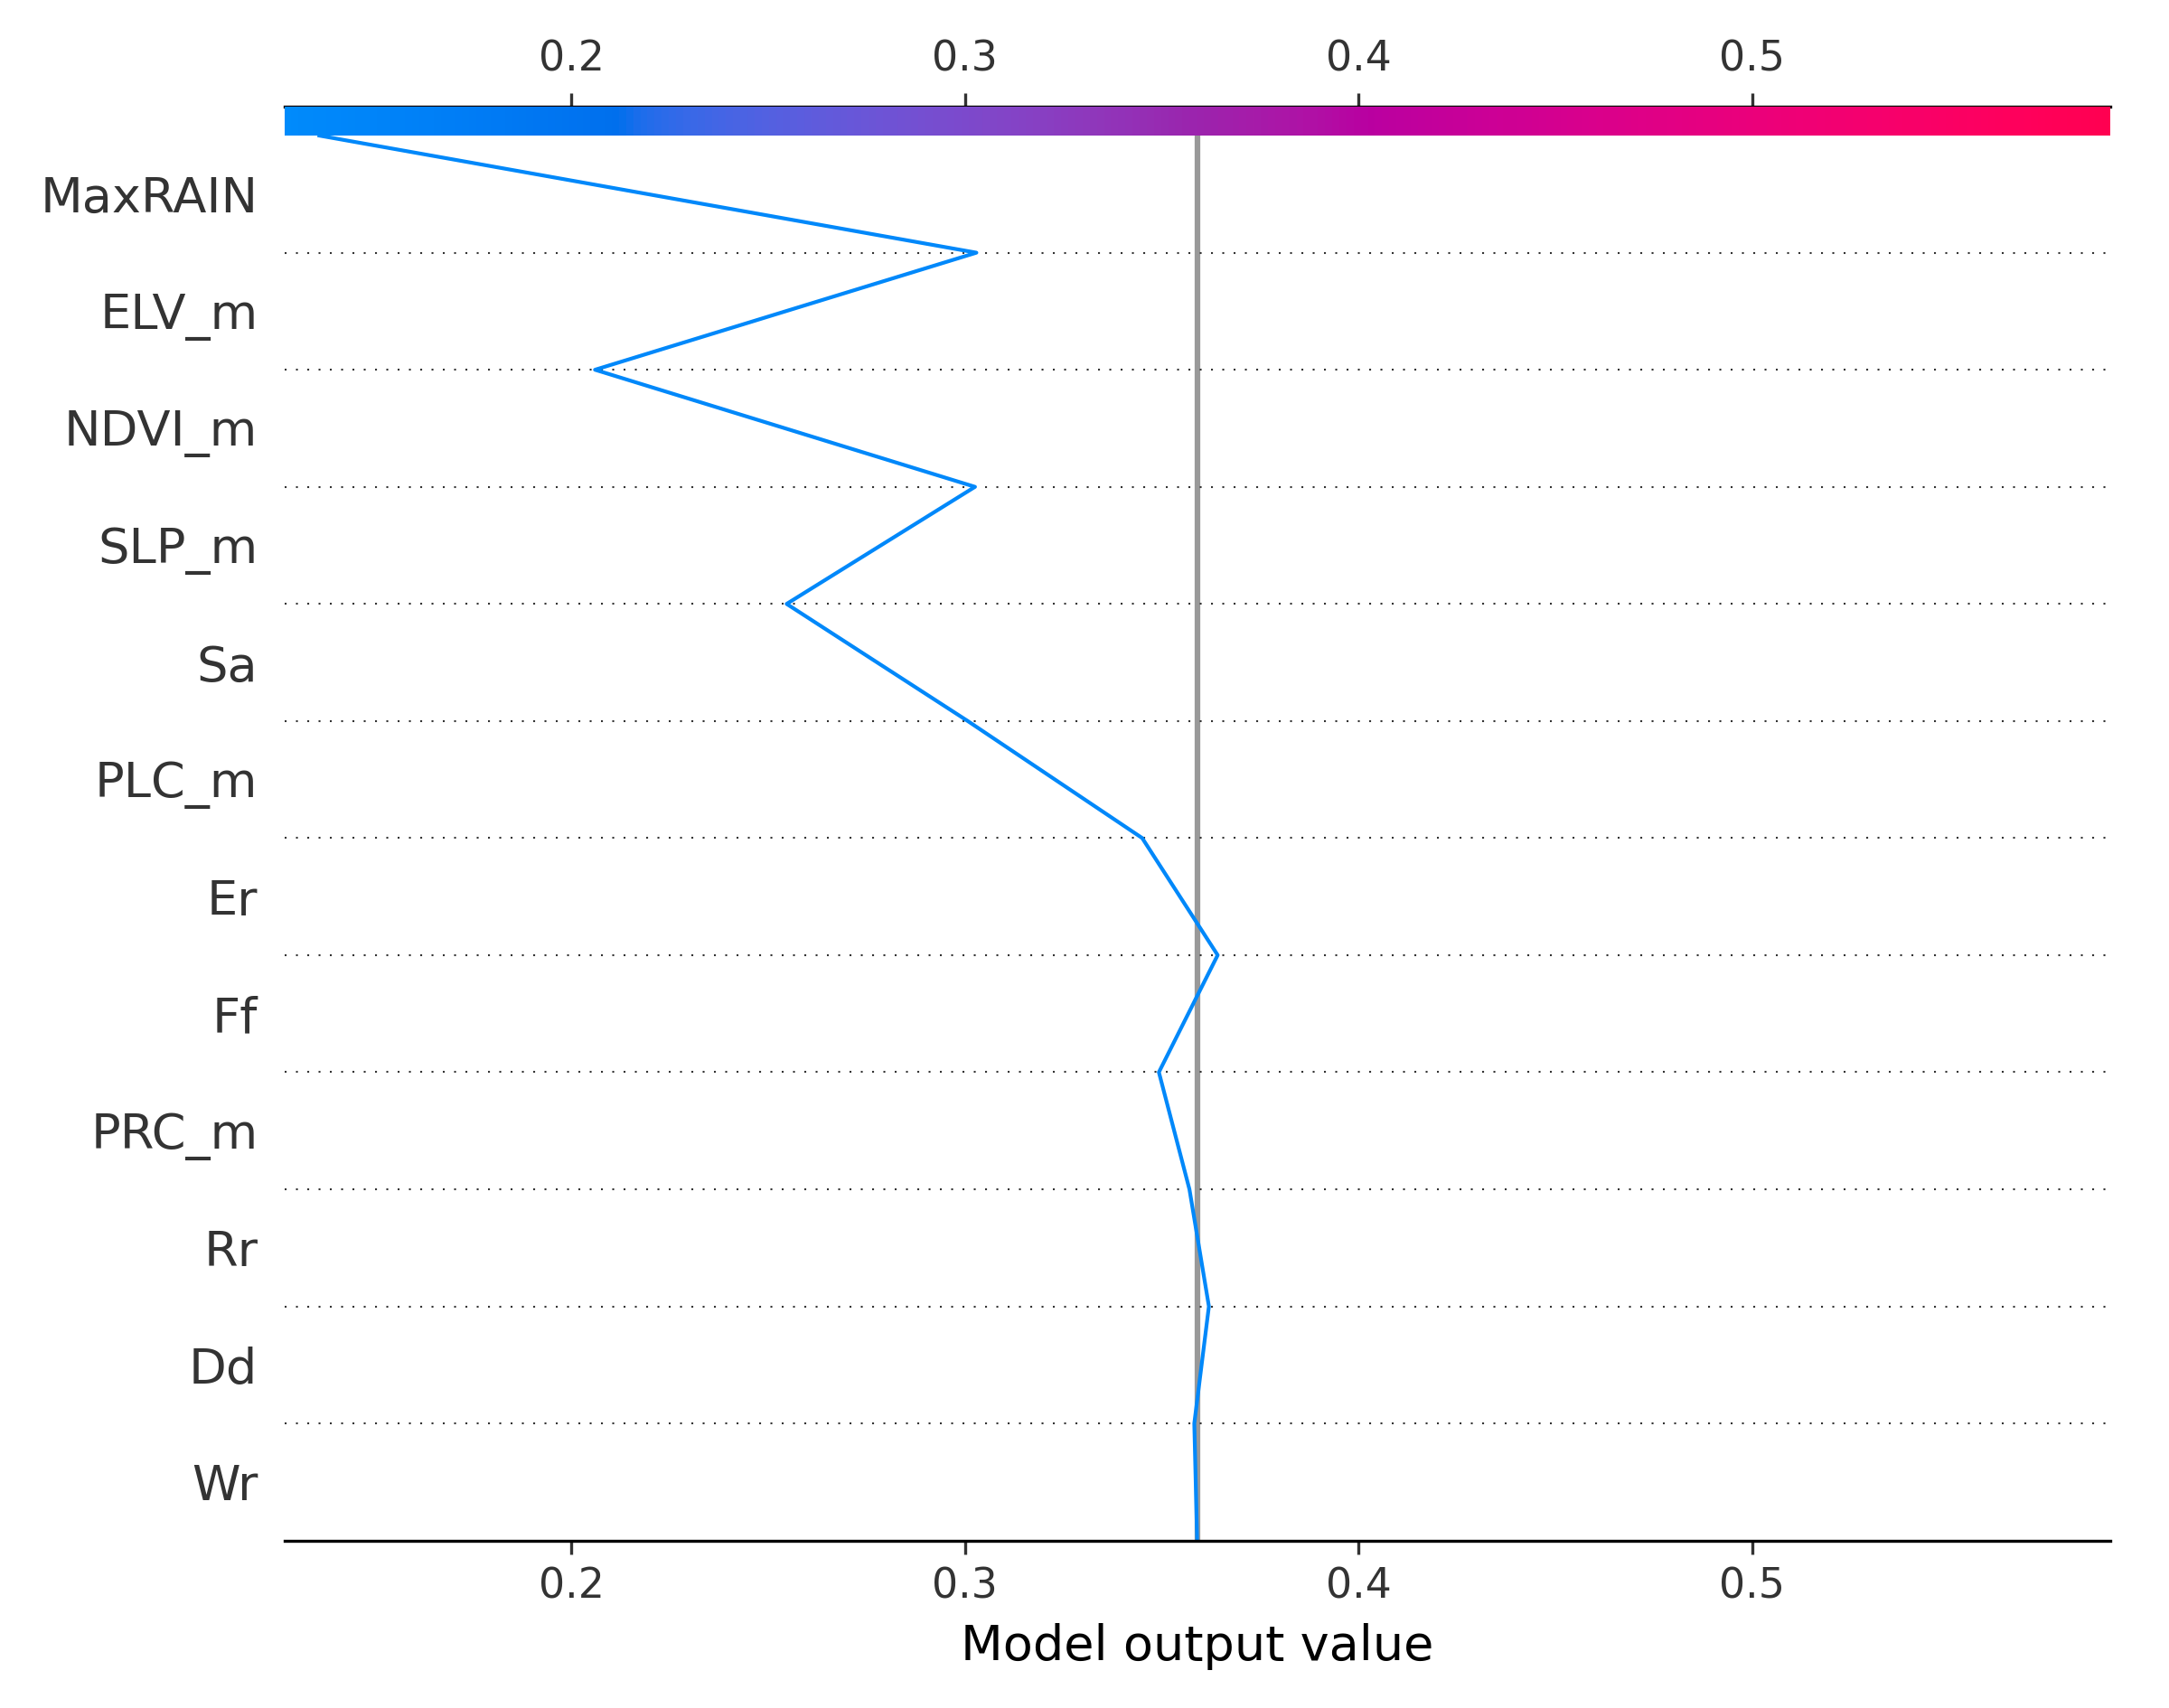 0.2 0.3 0.4 0.5
MaxRAIN
ELV_m
NDVI_m
SLP_m
Sa
PLC_m
Er
Ff
PRC_m
Rr
Dd
Wr
0.2 0.3 0.4 0.5
Model output value